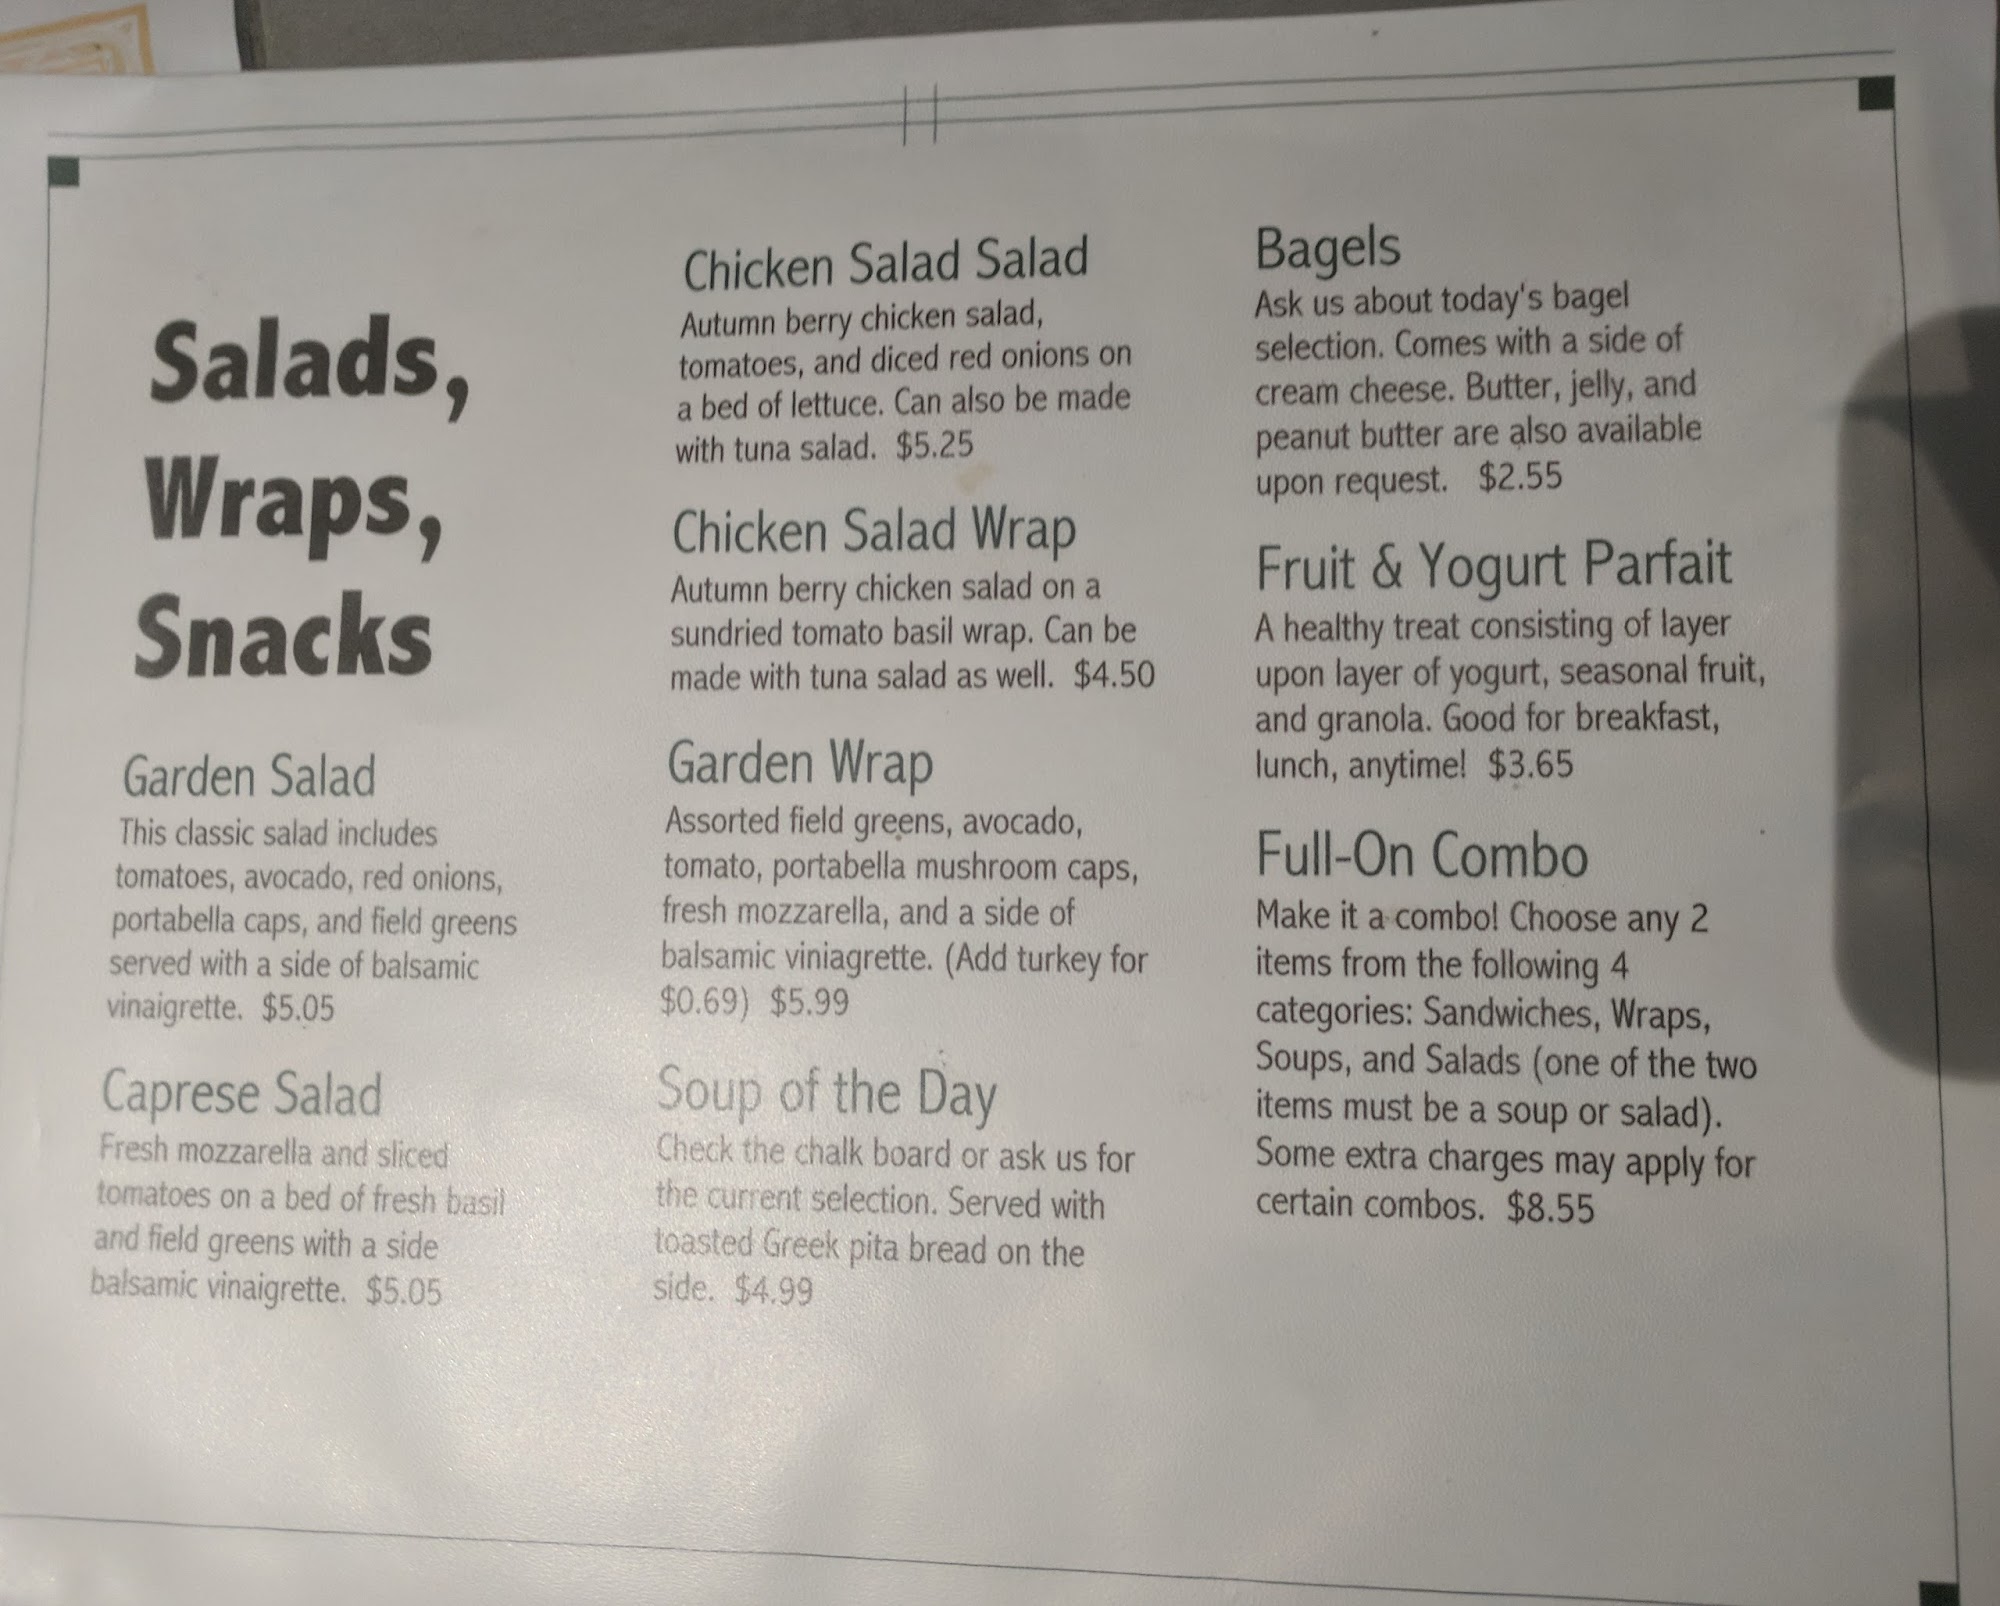 Salads,
Wraps,
Snacks
Garden Salad
This classic salad includes
tomatoes, avocado, red onions,
portabella caps, and field greens
served with a side of balsamic
vinaigrette. $5.05
Caprese Salad
Fresh mozzarella and sliced
tomatoes on a bed of fresh basil
and field greens with a side
balsamic vinaigrette. $5.05
Chicken Salad Salad
Autumn berry chicken salad,
tomatoes, and diced red onions on
a bed of lettuce. Can also be made
with tuna salad. $5.25
Chicken Salad Wrap
Autumn berry chicken salad on a
sundried tomato basil wrap. Can be
made with tuna salad as well. $4.50
Garden Wrap
Assorted field greens, avocado,
tomato, portabella mushroom caps,
fresh mozzarella, and a side of
balsamic viniagrette. (Add turkey for
$0.69) $5.99
Soup of the Day
Check the chalk board or ask us for
the current selection. Served with
toasted Greek pita bread on the
side. $4.99
Bagels
Ask us about today's bagel
selection. Comes with a side of
cream cheese. Butter, jelly, and
peanut butter are also available
upon request. $2.55
Fruit & Yogurt Parfait
A healthy treat consisting of layer
upon layer of yogurt, seasonal fruit,
and granola. Good for breakfast,
lunch, anytime! $3.65
Full-On Combo
Make it a combo! Choose any 2
items from the following 4
categories: Sandwiches, Wraps,
Soups, and Salads (one of the two
items must be a soup or salad).
Some extra charges may apply for
certain combos. $8.55